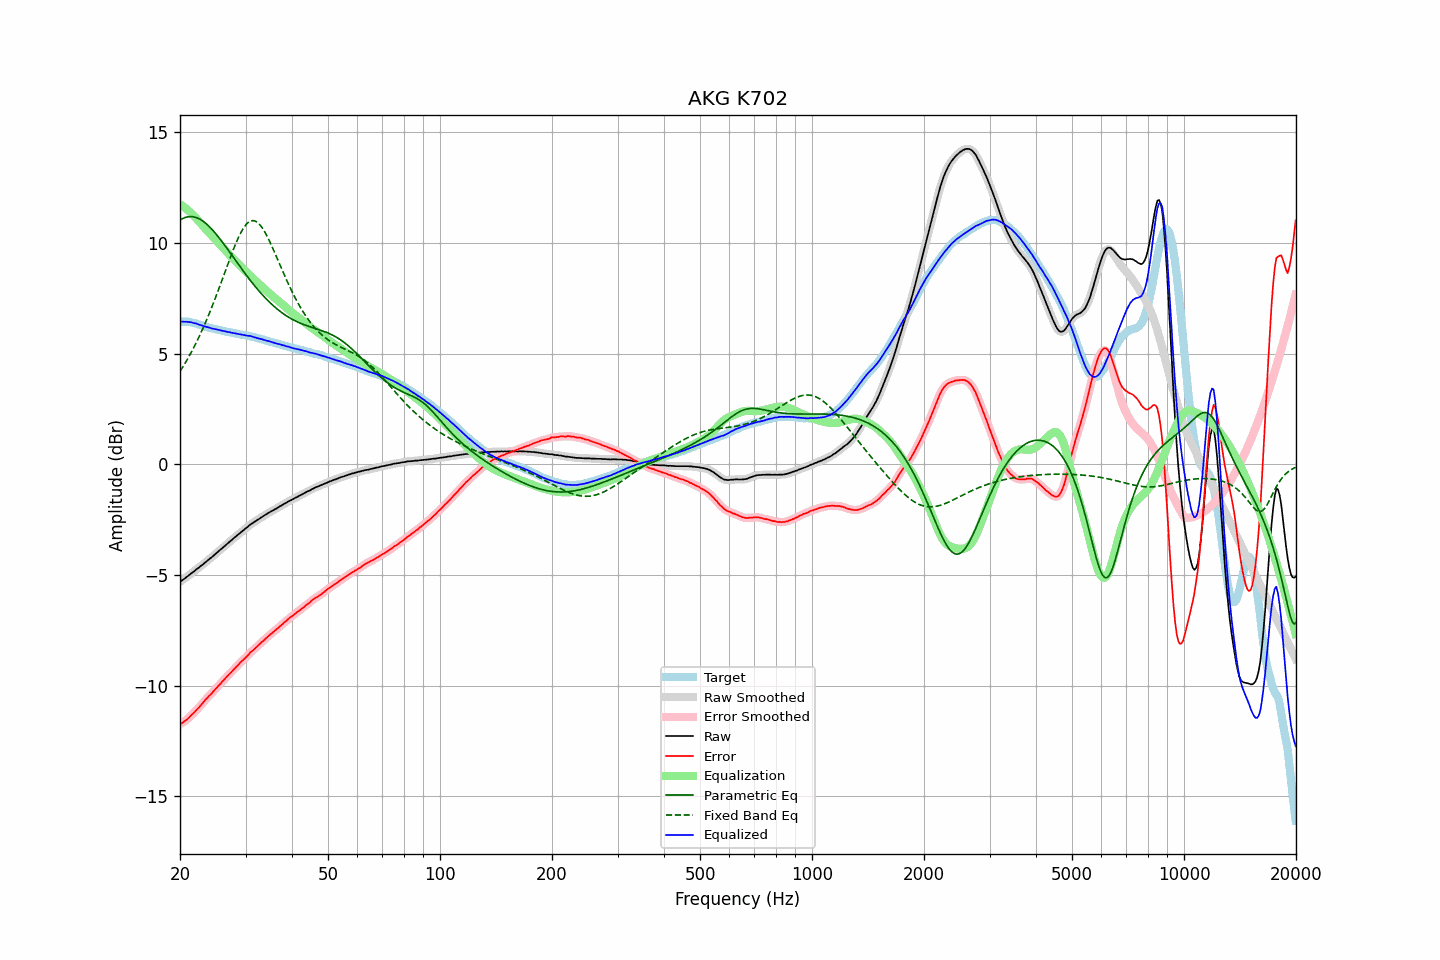 AKG K702
Amplitude (dBr)
15
10
5
0
−5
−10
−15
Target
Raw Smoothed
Error Smoothed
Raw
Error
Equalization
Parametric Eq
Fixed Band Eq
Equalized
20
50
100
200
500
1000
2000
5000
10000
20000
Frequency (Hz)